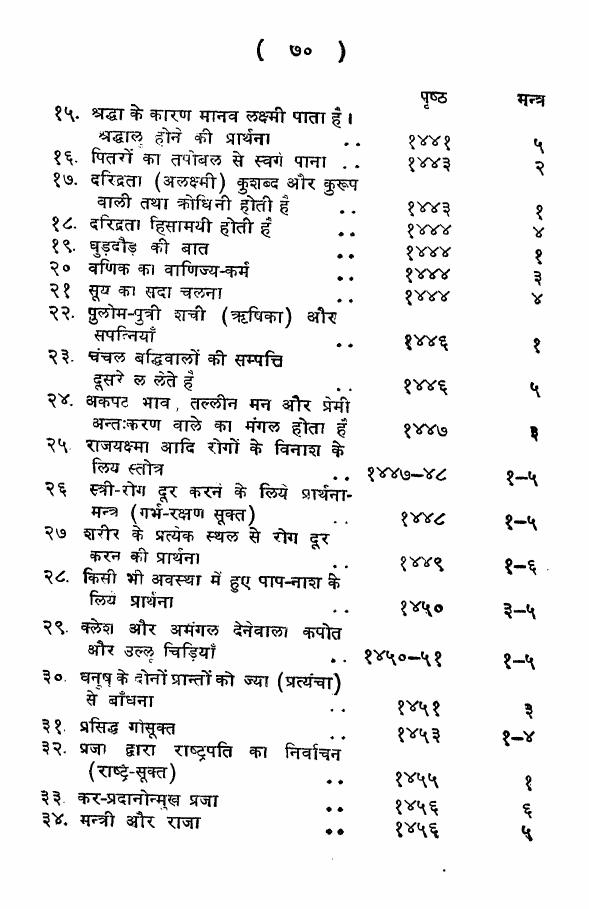 ( ७० )
पृष्ठ मन्त्र
१५. श्रद्धा के कारण मानव लक्ष्मी पाता है।
श्रद्धालु होने की प्रार्थना .. १४४१ ५
१६. पितरों का तपोबल से स्वर्ग पाना .. १४४३ २
१७. दरिद्रता (अलक्ष्मी) कुशब्द और कुरूप
वाली तथा क्रोधिनी होती है .. १४४३ १
१८. दरिद्रता हिंसामयी होती है .. १४४४ ४
१९. घुड़दौड़ की बात .. १४४४ १
२० वणिक का वाणिज्य-कर्म .. १४४४ ३
२१ सूय का सदा चलना .. १४४४ ४
२२. पुलोम-पुत्री शची (ऋषिका) और
सपत्नियाँ .. १४४६ १
२३. चंचल बद्धिवालों की सम्पत्ति
दूसरे ल लेते है .. १४४६ ५
२४. अकपट भाव, तल्लीन मन और प्रेमी
अन्तःकरण वाले का मंगल होता है १४४७ ३
२५. राजयक्ष्मा आदि रोगों के विनाश के
लिय स्तोत्र .. १४४७–४८ १–५
२६ स्त्री-रोग दूर करने के लिये प्रार्थना-
मन्त्र (गर्भ-रक्षण सूक्त) .. १४४८ १–५
२७ शरीर के प्रत्येक स्थल से रोग दूर
करन की प्रार्थना .. १४४९ १–६
२८. किसी भी अवस्था में हुए पाप-नाश के
लिये प्रार्थना .. १४५० ३–५
२९. क्लेश और अमंगल देनेवाला कपोत
और उल्लू चिड़ियाँ .. १४५०–५१ १–५
३०. धनुष के दोनों प्रान्तों को ज्या (प्रत्यंचा)
से बाँधना .. १४५१ ३
३१. प्रसिद्ध गोसूक्त .. १४५३ १–४
३२. प्रजा द्वारा राष्ट्रपति का निर्वाचन
(राष्ट्र-सूक्त) .. १४५५ १
३३. कर-प्रदानोन्मुख प्रजा .. १४५६ ६
३४. मन्त्री और राजा .. १४५६ ५